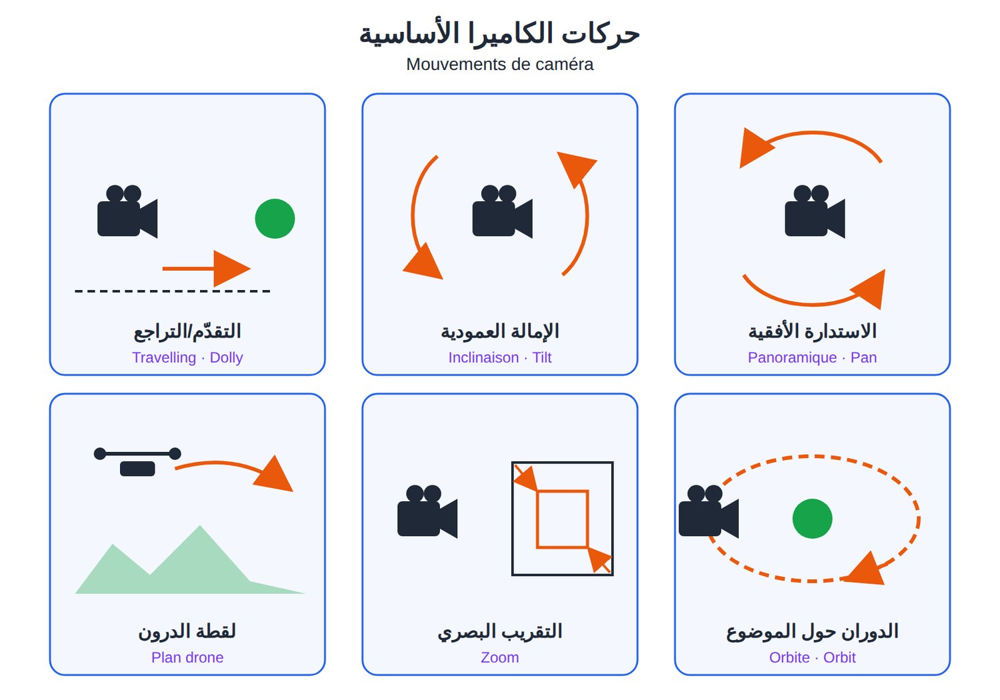 حركات الكاميرا الأساسية
Mouvements de caméra
الاستدارة الأفقية
Panoramique · Pan
الإمالة العمودية
Inclinaison · Tilt
التقدّم/التراجع
Travelling · Dolly
الدوران حول الموضوع
Orbite · Orbit
التقريب البصري
Zoom
لقطة الدرون
Plan drone